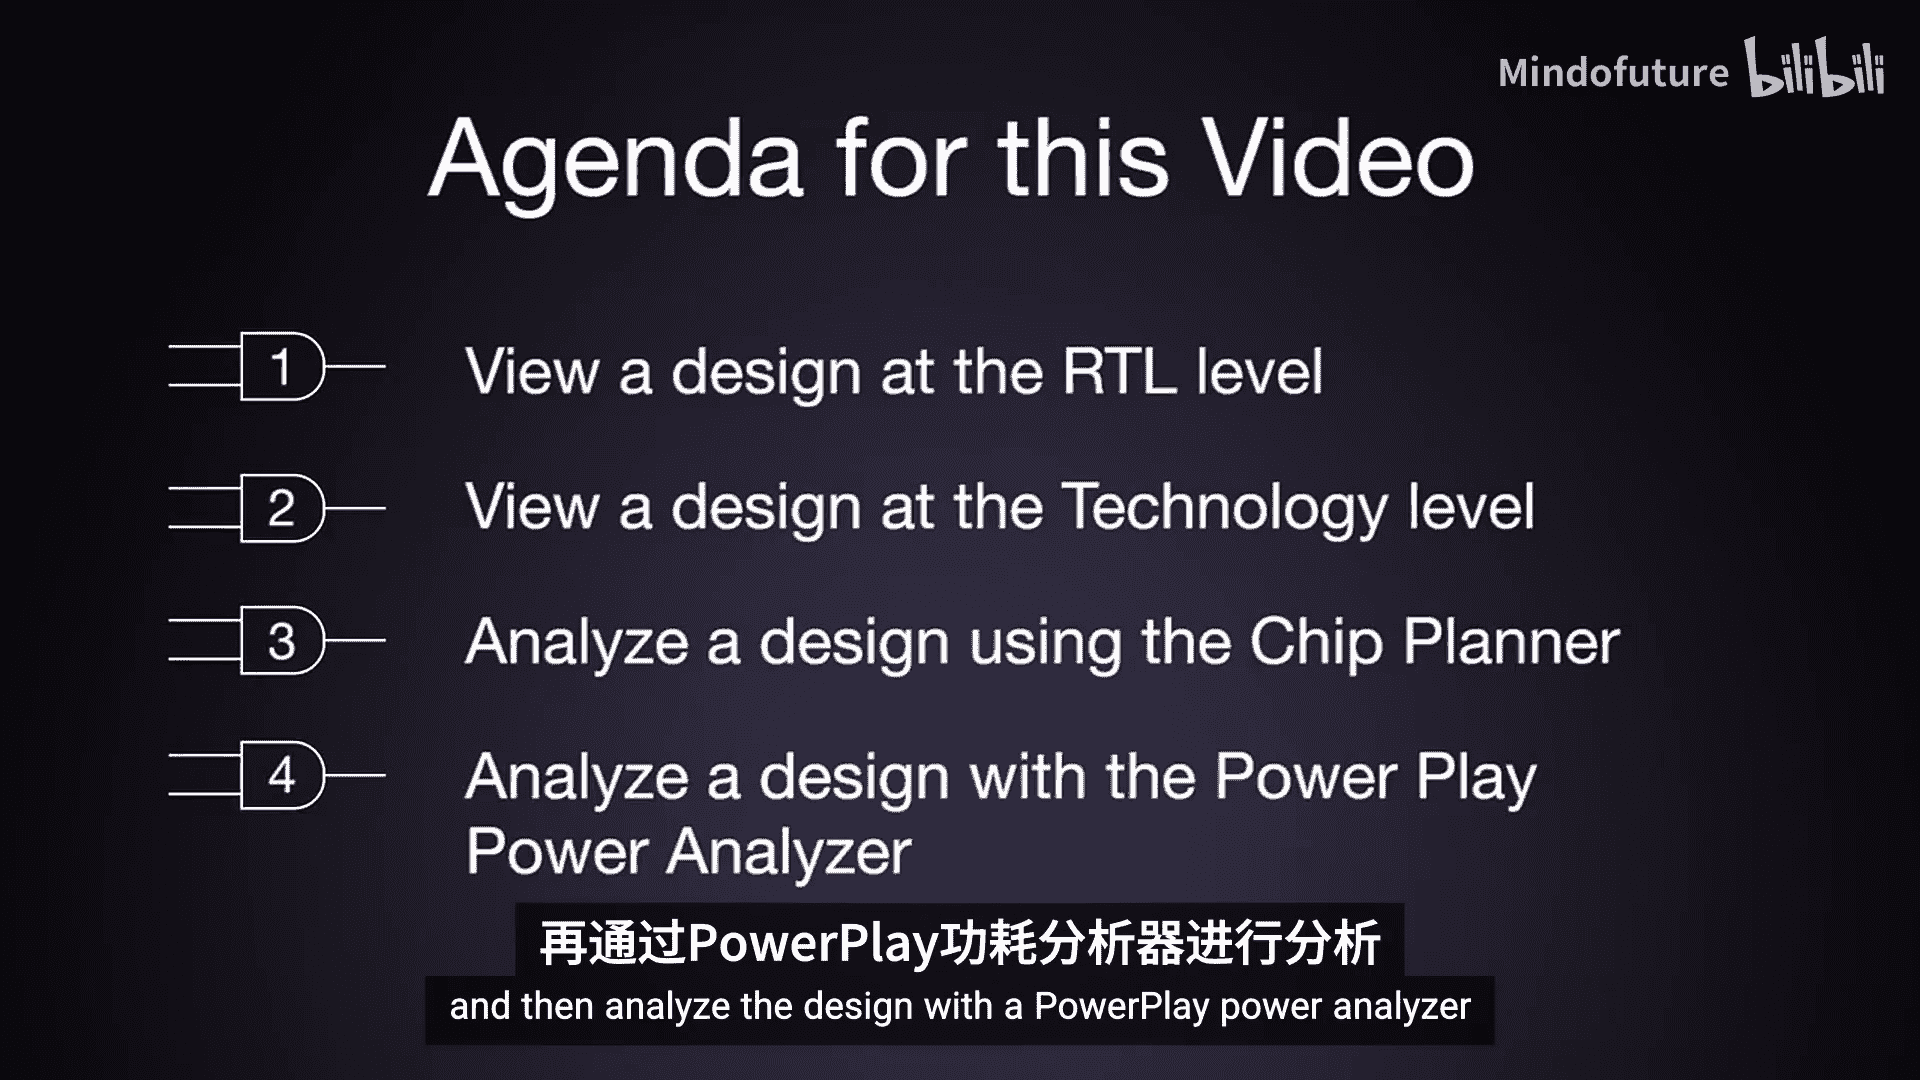 Mindofuture bilibili
Agenda for this Video
1 View a design at the RTL level
2 View a design at the Technology level
3 Analyze a design using the Chip Planner
4 Analyze a design with the Power Play
Power Analyzer
再通过PowerPlay功耗分析器进行分析
and then analyze the design with a PowerPlay power analyzer